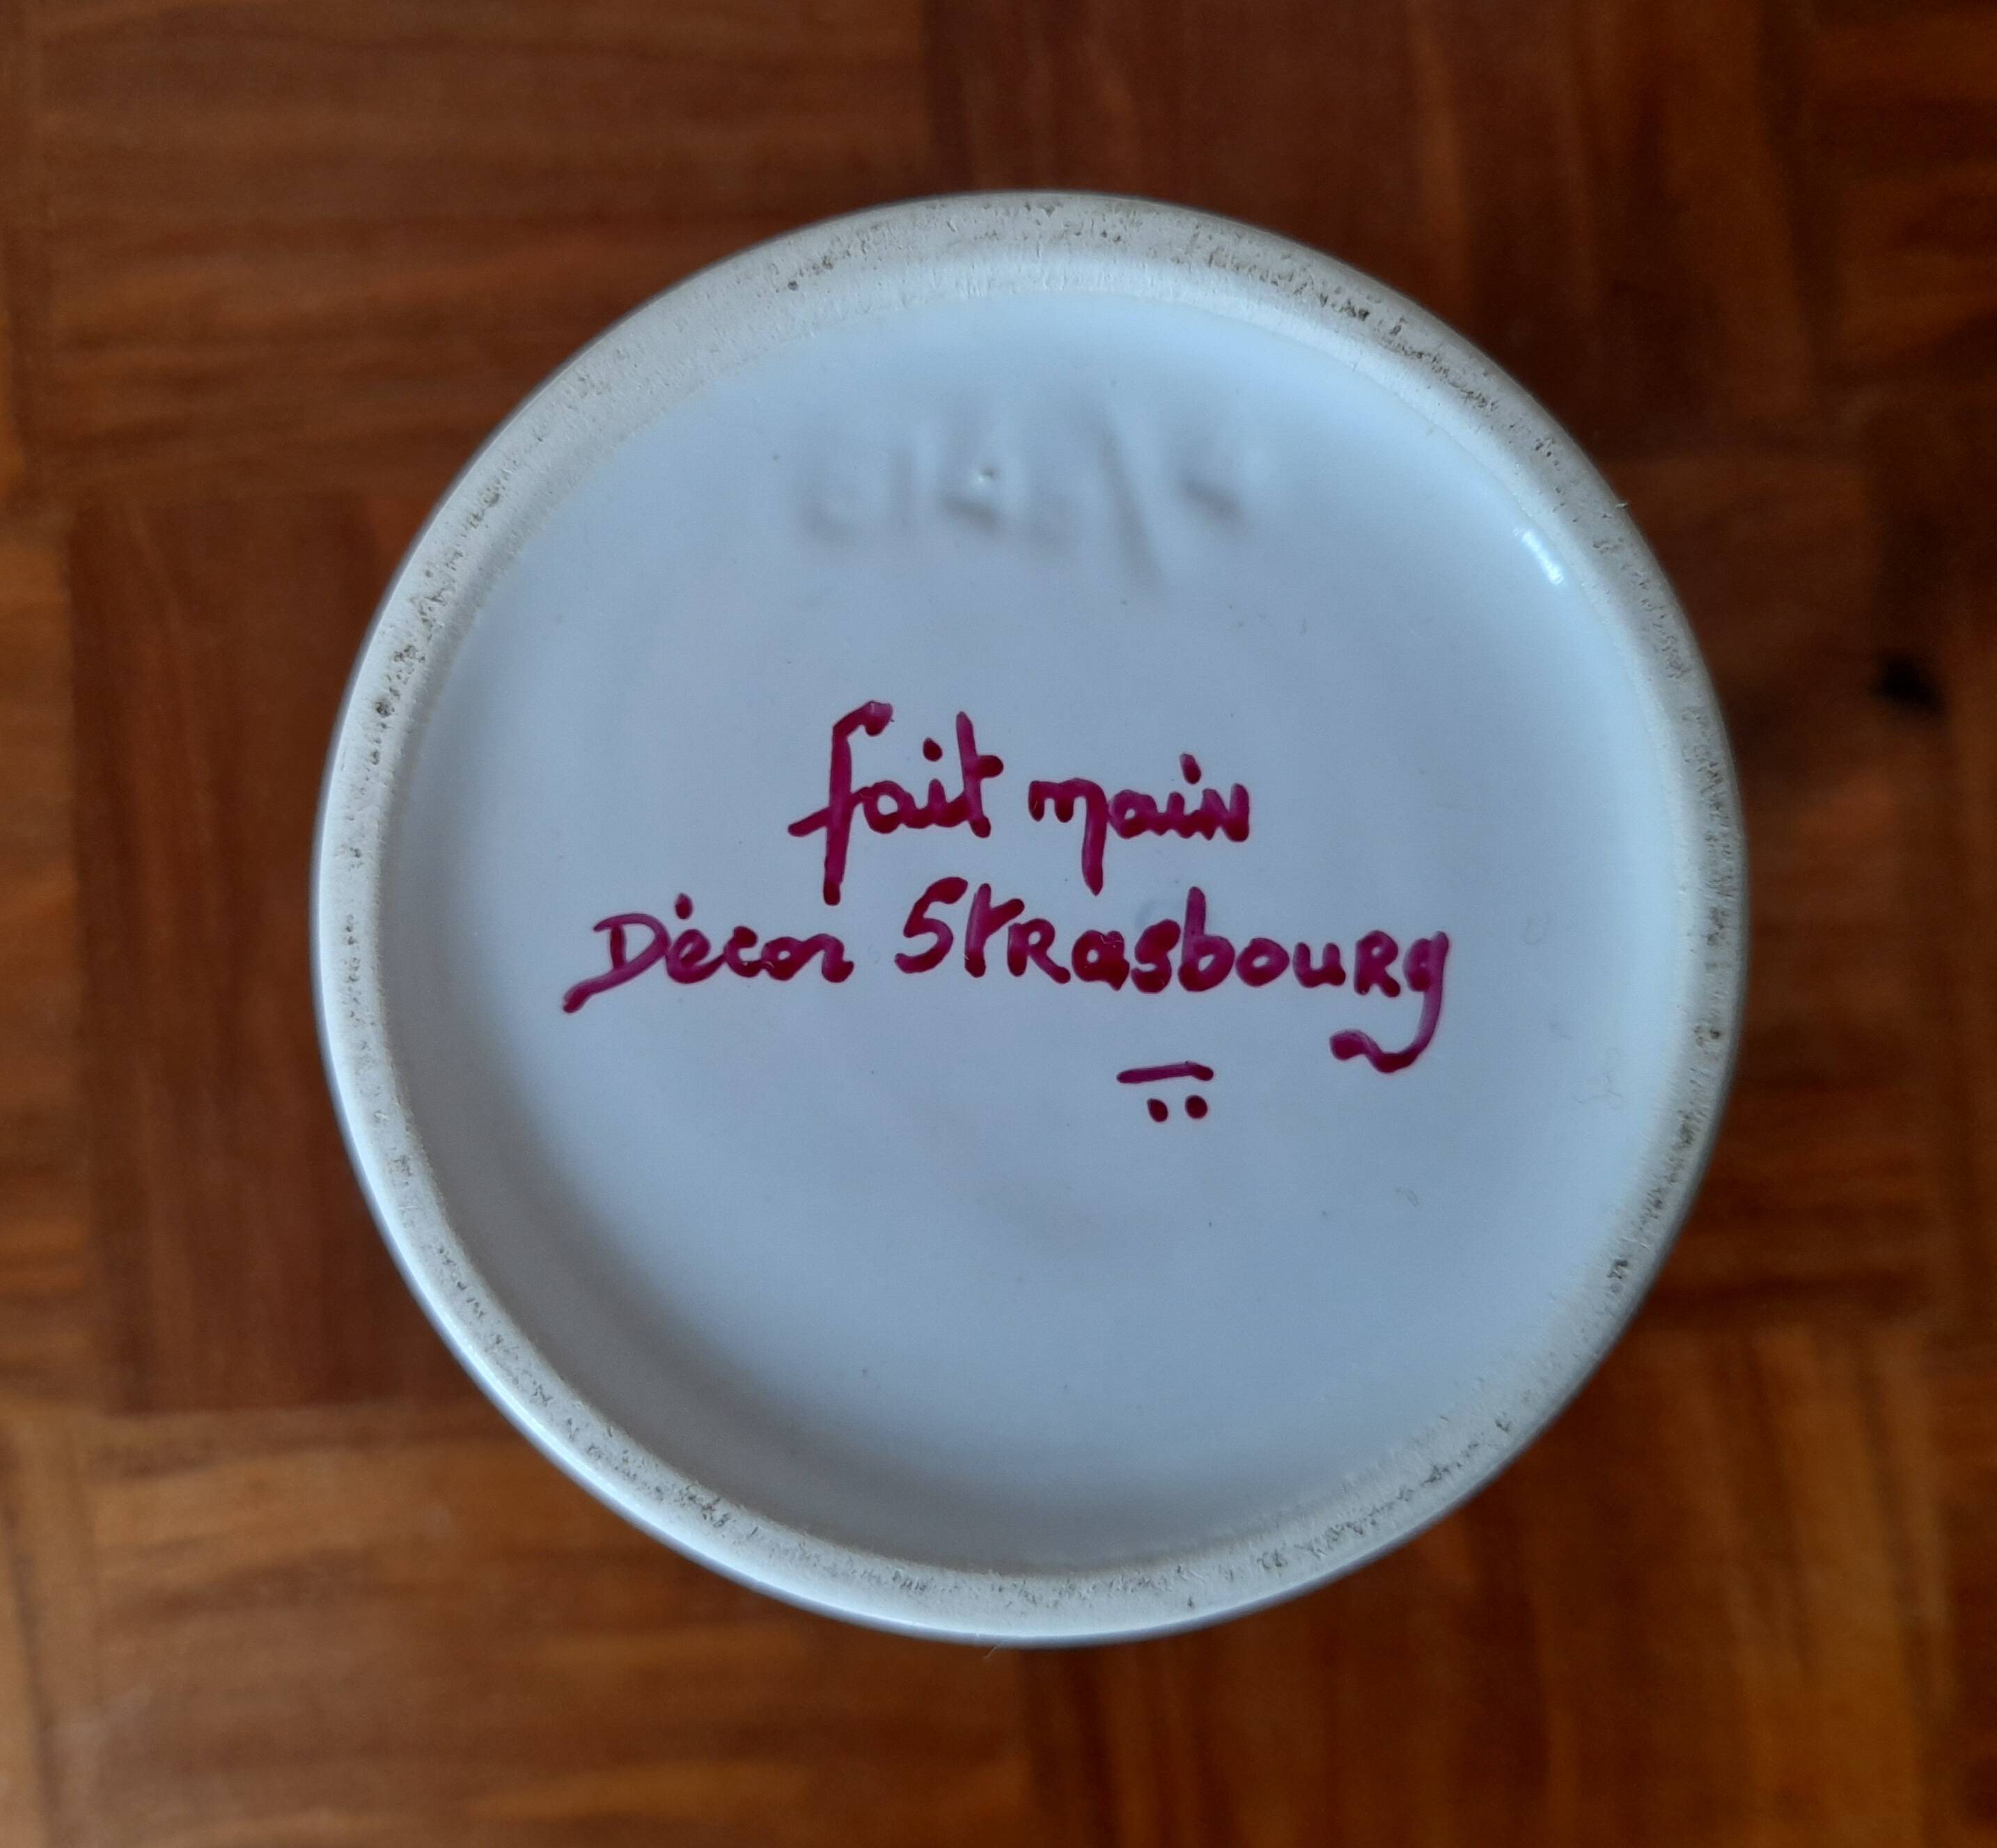 fait main
Décor Strasbourg